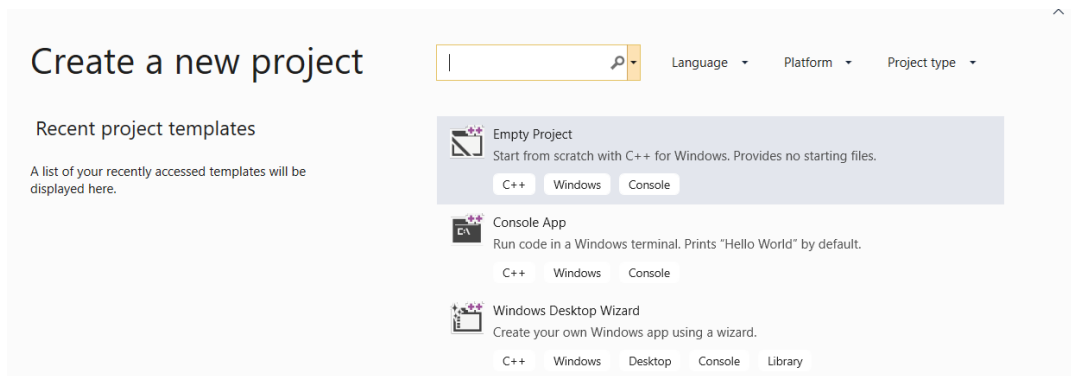 Create a new project
Language
Platform
Project type
Recent project templates
A list of your recently accessed templates will be
displayed here.
Empty Project
Start from scratch with C++ for Windows. Provides no starting files.
C++ Windows Console
Console App
Run code in a Windows terminal. Prints “Hello World” by default.
C++ Windows Console
Windows Desktop Wizard
Create your own Windows app using a wizard.
C++ Windows Desktop Console Library